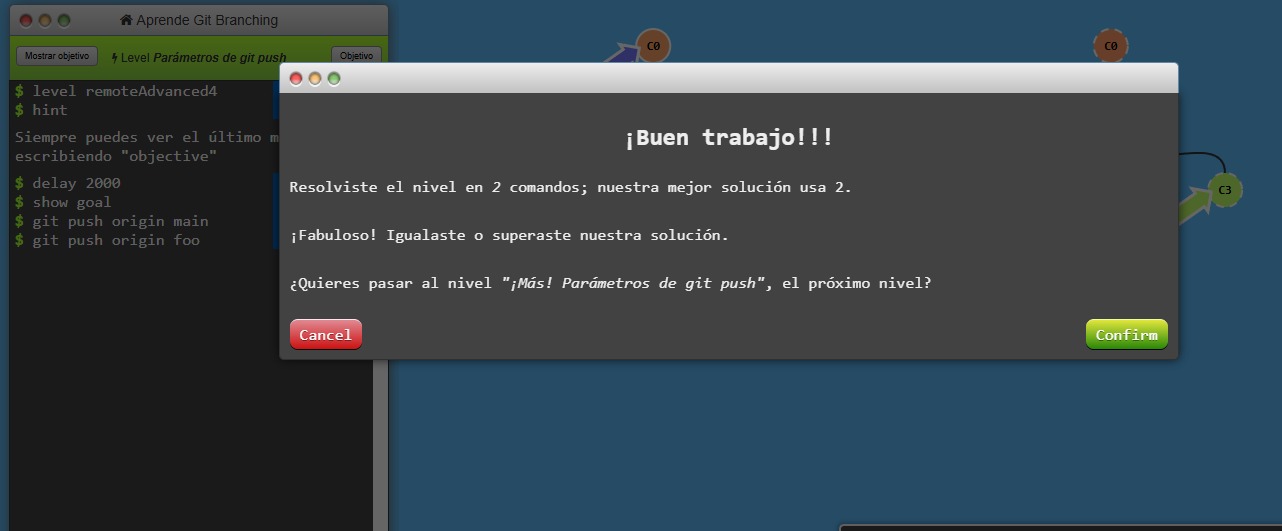 Aprende Git Branching
Mostrar objetivo
Level Parámetros de git push
Objetivo
$ level remoteAdvanced4
$ hint
Siempre puedes ver el último m
escribiendo "objective"
$ delay 2000
$ show goal
$ git push origin main
$ git push origin foo
C0
C0
C3
¡Buen trabajo!!!
Resolviste el nivel en 2 comandos; nuestra mejor solución usa 2.
¡Fabuloso! Igualaste o superaste nuestra solución.
¿Quieres pasar al nivel "¡Más! Parámetros de git push", el próximo nivel?
Cancel
Confirm